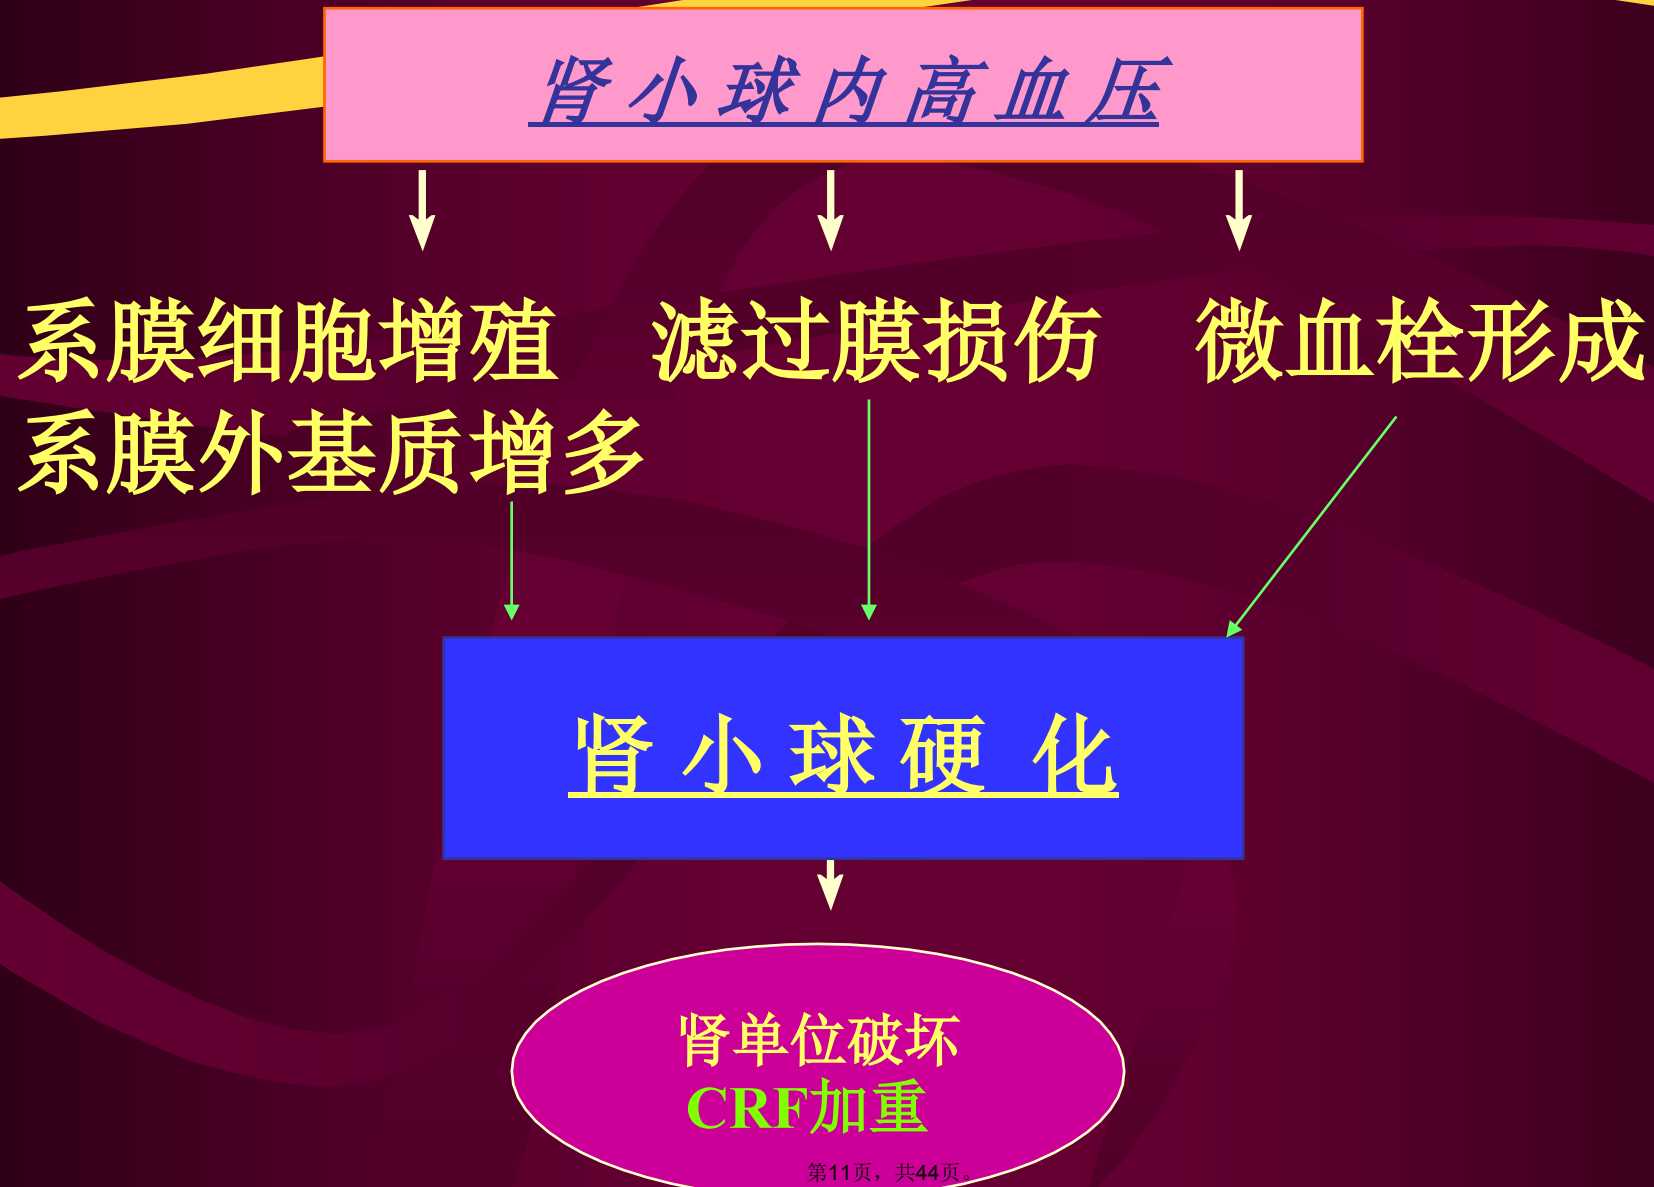 肾小球内高血压
系膜细胞增殖 滤过膜损伤 微血栓形成
系膜外基质增多
肾小球硬 化
肾单位破坏
CRF加重
第11页，共44页。